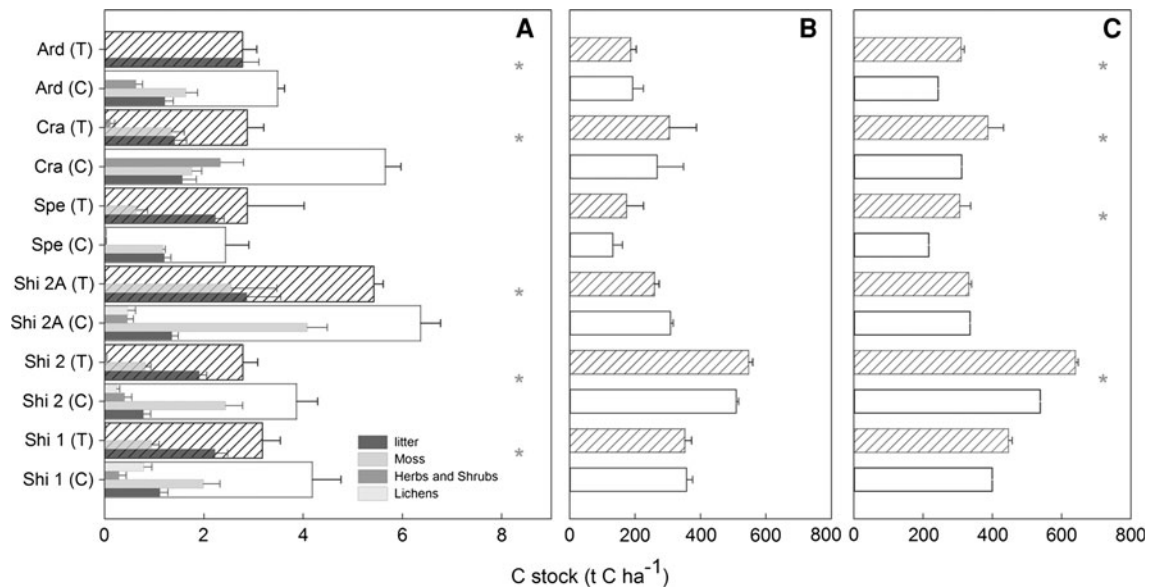 A
B
C
Ard (T)
Ard (C)
Cra (T)
Cra (C)
Spe (T)
Spe (C)
Shi 2A (T)
Shi 2A (C)
Shi 2 (T)
Shi 2 (C)
Shi 1 (T)
Shi 1 (C)
*
*
*
*
*
*
*
*
*
litter
Moss
Herbs and Shrubs
Lichens
0 2 4 6 8
0 200 400 600 800
0 200 400 600 800
C stock (t C ha⁻¹)